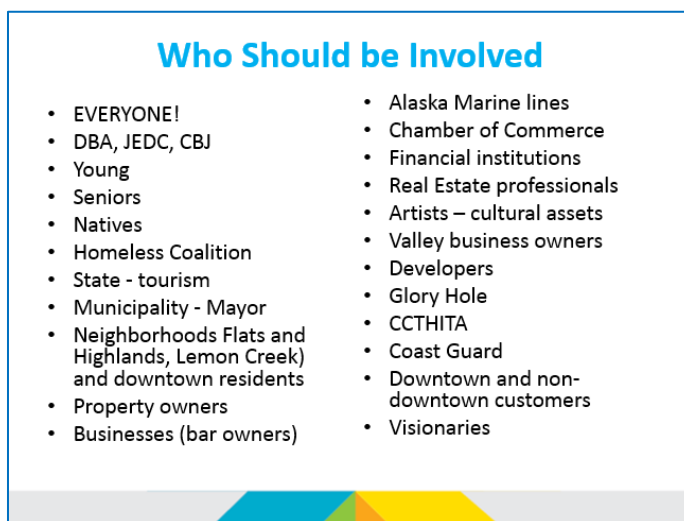 Who Should be Involved
• EVERYONE!
• DBA, JEDC, CBJ
• Young
• Seniors
• Natives
• Homeless Coalition
• State - tourism
• Municipality - Mayor
• Neighborhoods Flats and
Highlands, Lemon Creek)
and downtown residents
• Property owners
• Businesses (bar owners)
• Alaska Marine lines
• Chamber of Commerce
• Financial institutions
• Real Estate professionals
• Artists – cultural assets
• Valley business owners
• Developers
• Glory Hole
• CCTHITA
• Coast Guard
• Downtown and non-
downtown customers
• Visionaries